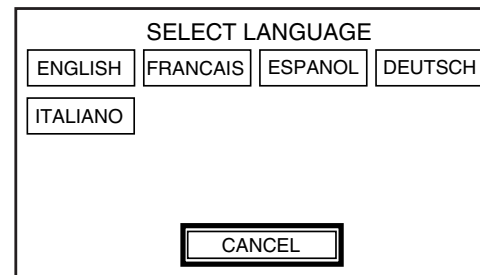 SELECT LANGUAGE
ENGLISH FRANCAIS ESPANOL DEUTSCH
ITALIANO
CANCEL